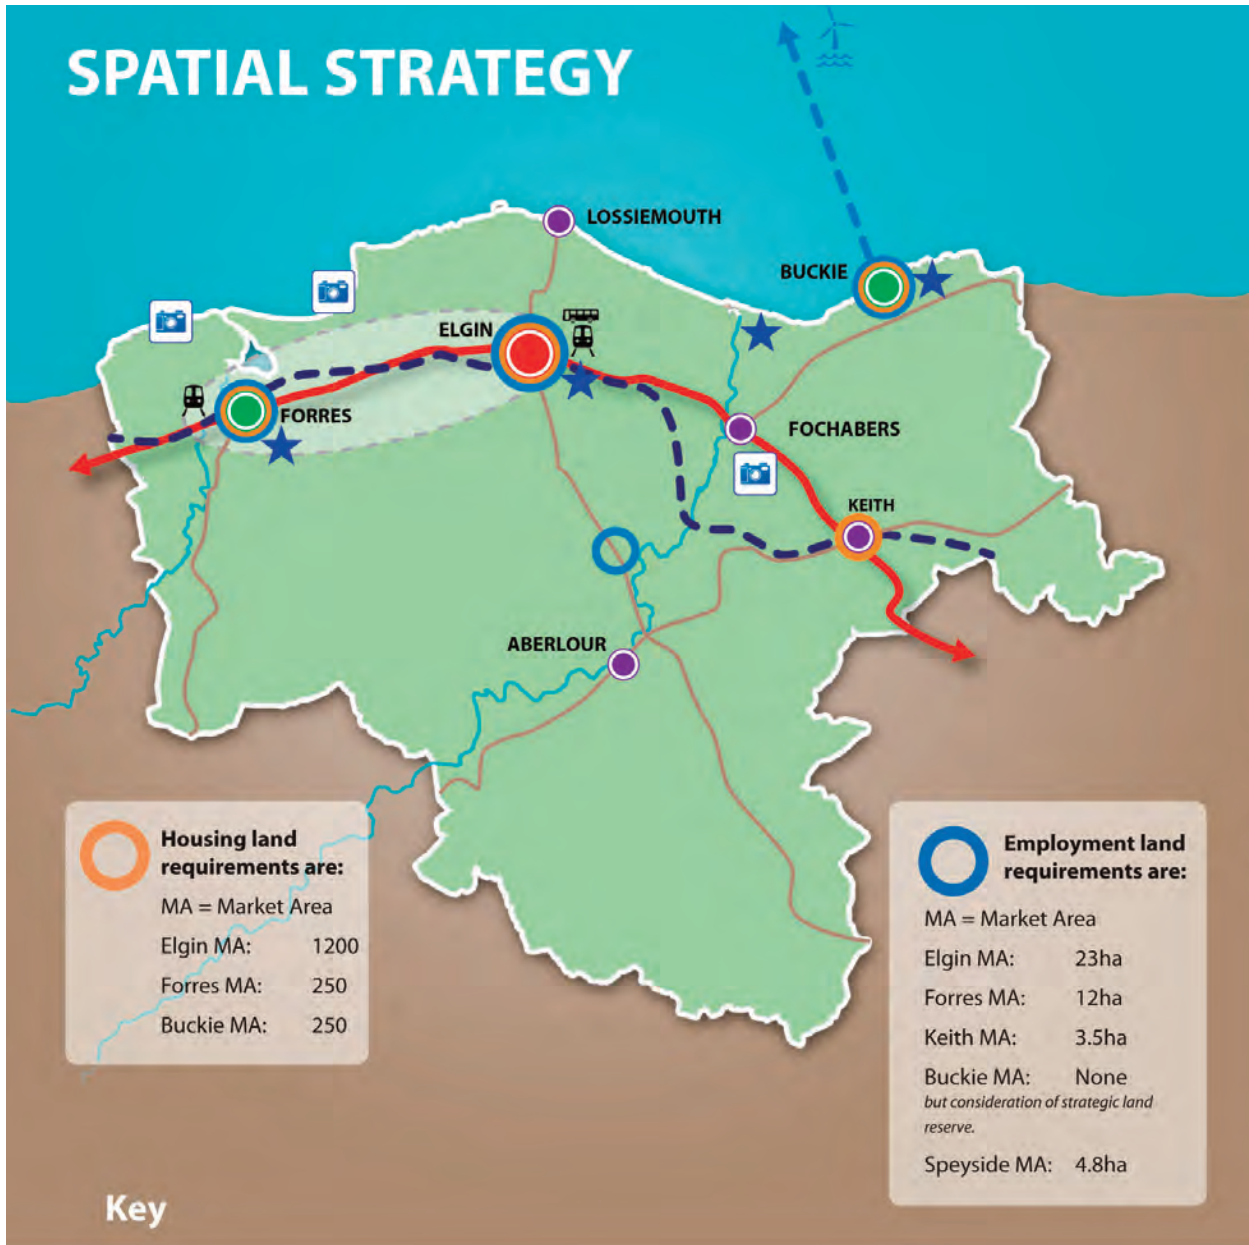 SPATIAL STRATEGY
LOSSIEMOUTH
BUCKIE
ELGIN
FORRES
FOCHABERS
KEITH
ABERLOUR
Housing land
requirements are:
MA = Market Area
Elgin MA: 1200
Forres MA: 250
Buckie MA: 250
Employment land
requirements are:
MA = Market Area
Elgin MA: 23ha
Forres MA: 12ha
Keith MA: 3.5ha
Buckie MA: None
but consideration of strategic land
reserve.
Speyside MA: 4.8ha
Key